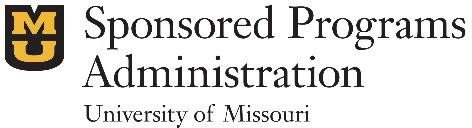 MU
Sponsored Programs
Administration
University of Missouri